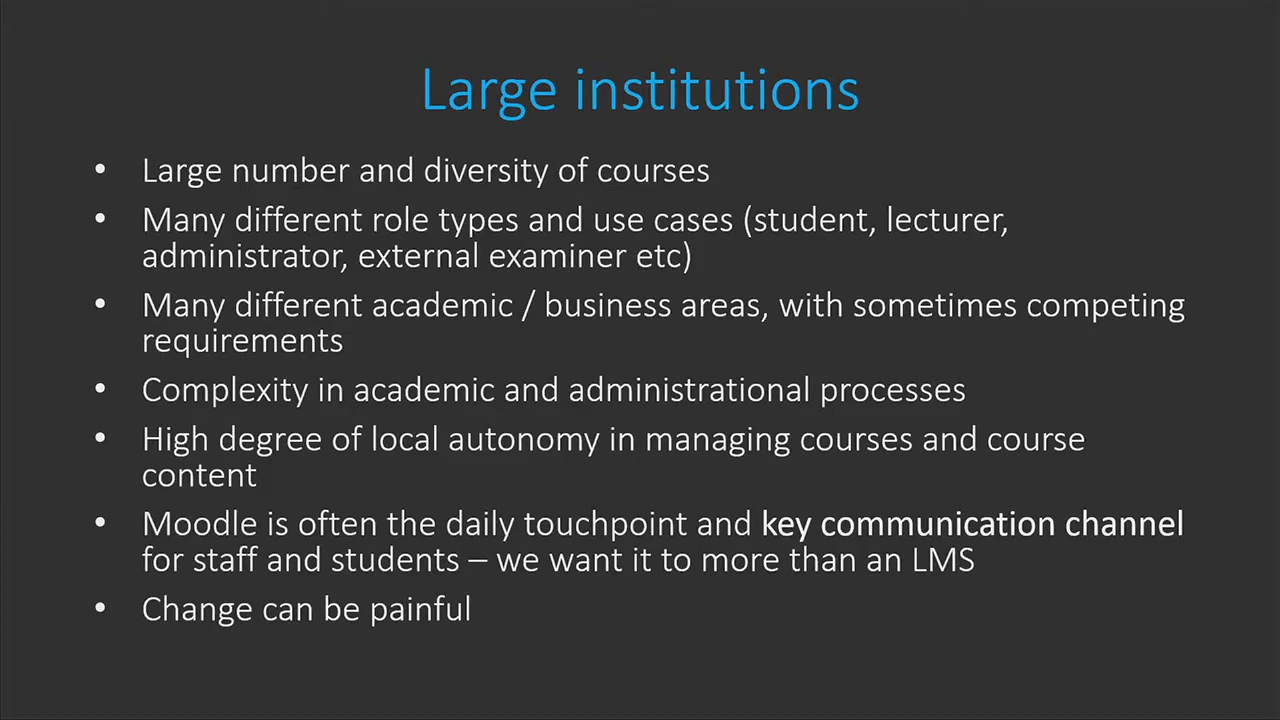 Large institutions
• Large number and diversity of courses
• Many different role types and use cases (student, lecturer,
administrator, external examiner etc)
• Many different academic / business areas, with sometimes competing
requirements
• Complexity in academic and administrational processes
• High degree of local autonomy in managing courses and course
content
• Moodle is often the daily touchpoint and key communication channel
for staff and students – we want it to more than an LMS
• Change can be painful